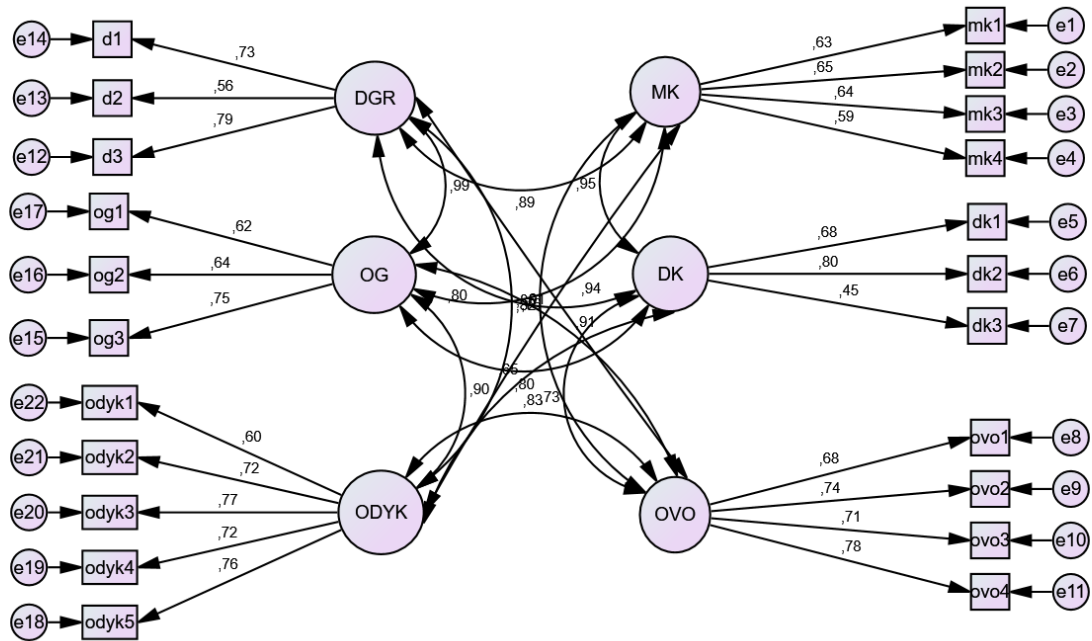 e14 d1 ,73
e13 d2 ,56
e12 d3 ,79
DGR
e17 og1 ,62
e16 og2 ,64
e15 og3 ,75
OG
e22 odyk1 ,60
e21 odyk2 ,72
e20 odyk3 ,77
e19 odyk4 ,72
e18 odyk5 ,76
ODYK
MK
,63 mk1 e1
,65 mk2 e2
,64 mk3 e3
,59 mk4 e4
DK
,68 dk1 e5
,80 dk2 e6
,45 dk3 e7
OVO
,68 ovo1 e8
,74 ovo2 e9
,71 ovo3 e10
,78 ovo4 e11
,99
,89
,95
,80
,94
,91
,90
,80
,83
,73